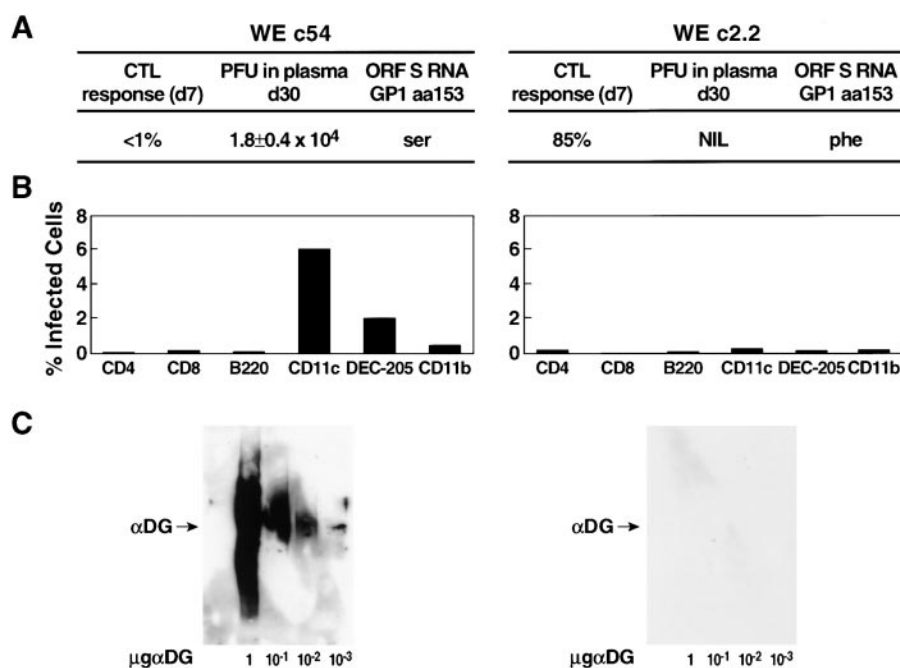 A
WE c54
WE c2.2
CTL response (d7)
PFU in plasma d30
ORF S RNA GP1 aa153
CTL response (d7)
PFU in plasma d30
ORF S RNA GP1 aa153
<1%
1.8±0.4 x 10⁴
ser
85%
NIL
phe
B
% Infected Cells
8
6
4
2
0
CD4 CD8 B220 CD11c DEC-205 CD11b
8
6
4
2
0
CD4 CD8 B220 CD11c DEC-205 CD11b
C
αDG→
αDG→
μgαDG 1 10⁻¹ 10⁻² 10⁻³
μgαDG 1 10⁻¹ 10⁻² 10⁻³